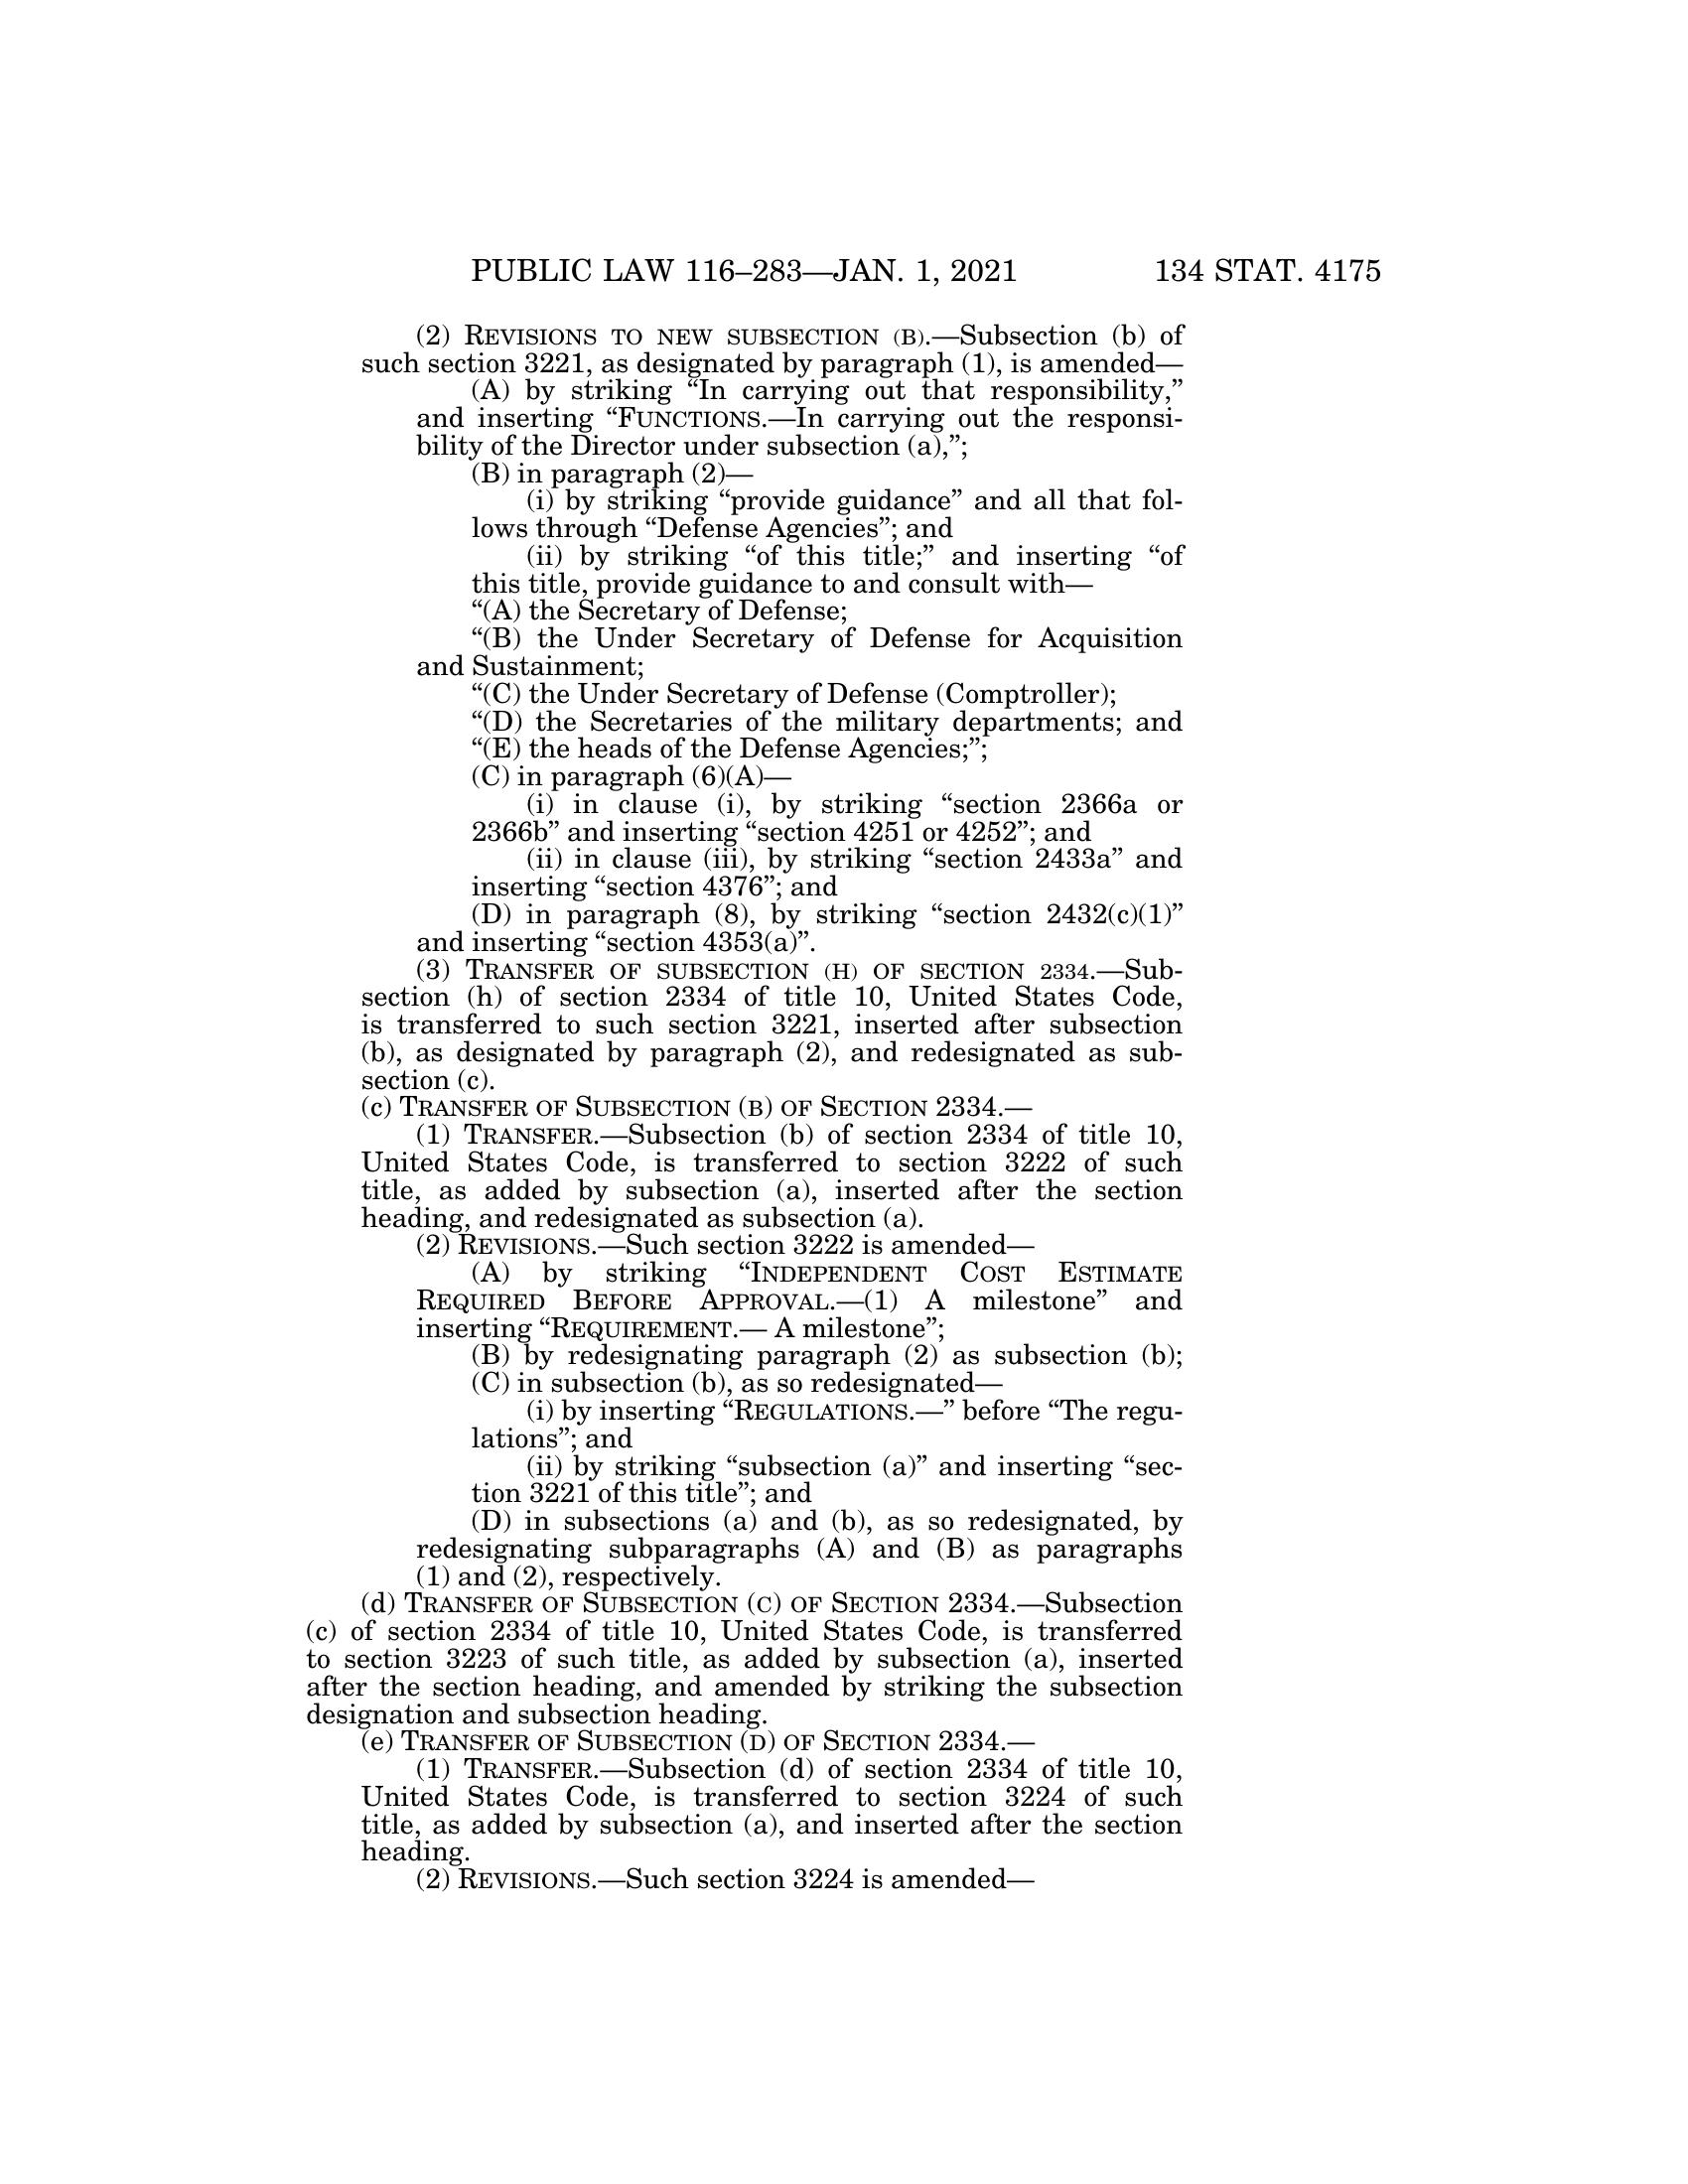 PUBLIC LAW 116–283—JAN. 1, 2021 134 STAT. 4175
(2) REVISIONS TO NEW SUBSECTION (B).—Subsection (b) of
such section 3221, as designated by paragraph (1), is amended—
(A) by striking “In carrying out that responsibility,”
and inserting “FUNCTIONS.—In carrying out the responsi-
bility of the Director under subsection (a),”;
(B) in paragraph (2)—
(i) by striking “provide guidance” and all that fol-
lows through “Defense Agencies”; and
(ii) by striking “of this title;” and inserting “of
this title, provide guidance to and consult with—
“(A) the Secretary of Defense;
“(B) the Under Secretary of Defense for Acquisition
and Sustainment;
“(C) the Under Secretary of Defense (Comptroller);
“(D) the Secretaries of the military departments; and
“(E) the heads of the Defense Agencies;”;
(C) in paragraph (6)(A)—
(i) in clause (i), by striking “section 2366a or
2366b” and inserting “section 4251 or 4252”; and
(ii) in clause (iii), by striking “section 2433a” and
inserting “section 4376”; and
(D) in paragraph (8), by striking “section 2432(c)(1)”
and inserting “section 4353(a)”.
(3) TRANSFER OF SUBSECTION (H) OF SECTION 2334.—Sub-
section (h) of section 2334 of title 10, United States Code,
is transferred to such section 3221, inserted after subsection
(b), as designated by paragraph (2), and redesignated as sub-
section (c).
(c) TRANSFER OF SUBSECTION (B) OF SECTION 2334.—
(1) TRANSFER.—Subsection (b) of section 2334 of title 10,
United States Code, is transferred to section 3222 of such
title, as added by subsection (a), inserted after the section
heading, and redesignated as subsection (a).
(2) REVISIONS.—Such section 3222 is amended—
(A) by striking “INDEPENDENT COST ESTIMATE
REQUIRED BEFORE APPROVAL.—(1) A milestone” and
inserting “REQUIREMENT.— A milestone”;
(B) by redesignating paragraph (2) as subsection (b);
(C) in subsection (b), as so redesignated—
(i) by inserting “REGULATIONS.—” before “The regu-
lations”; and
(ii) by striking “subsection (a)” and inserting “sec-
tion 3221 of this title”; and
(D) in subsections (a) and (b), as so redesignated, by
redesignating subparagraphs (A) and (B) as paragraphs
(1) and (2), respectively.
(d) TRANSFER OF SUBSECTION (C) OF SECTION 2334.—Subsection
(c) of section 2334 of title 10, United States Code, is transferred
to section 3223 of such title, as added by subsection (a), inserted
after the section heading, and amended by striking the subsection
designation and subsection heading.
(e) TRANSFER OF SUBSECTION (D) OF SECTION 2334.—
(1) TRANSFER.—Subsection (d) of section 2334 of title 10,
United States Code, is transferred to section 3224 of such
title, as added by subsection (a), and inserted after the section
heading.
(2) REVISIONS.—Such section 3224 is amended—